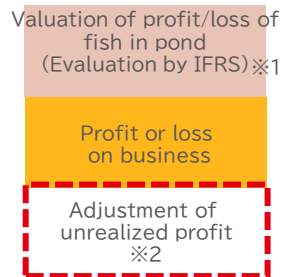 Valuation of profit/loss of
fish in pond
(Evaluation by IFRS)※1
Profit or loss
on business
Adjustment of
unrealized profit
※2